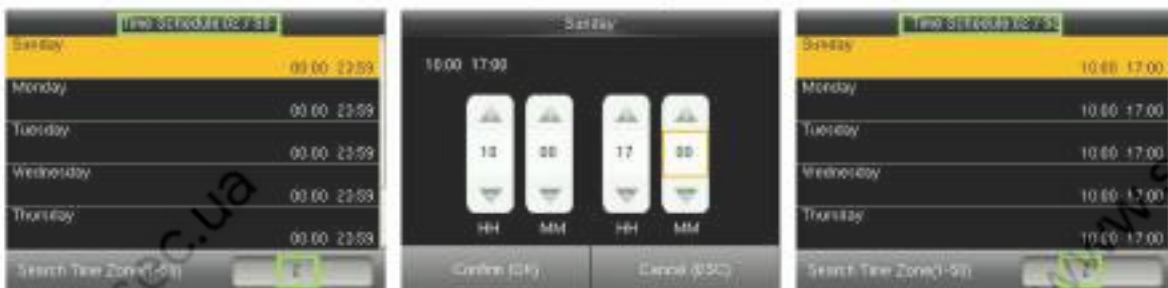 Time Schedule 02 / 50
Sunday
00:00 23:59
Monday
00:00 23:59
Tuesday
00:00 23:59
Wednesday
00:00 23:59
Thursday
00:00 23:59
Search Time Zone(1-50)
2
Sunday
10:00 17:00
10 00 17 00
HH MM HH MM
Confirm (OK) Cancel (ESC)
Time Schedule 02 / 50
Sunday
10:00 17:00
Monday
10:00 17:00
Tuesday
10:00 17:00
Wednesday
10:00 17:00
Thursday
10:00 17:00
Search Time Zone(1-50)
2